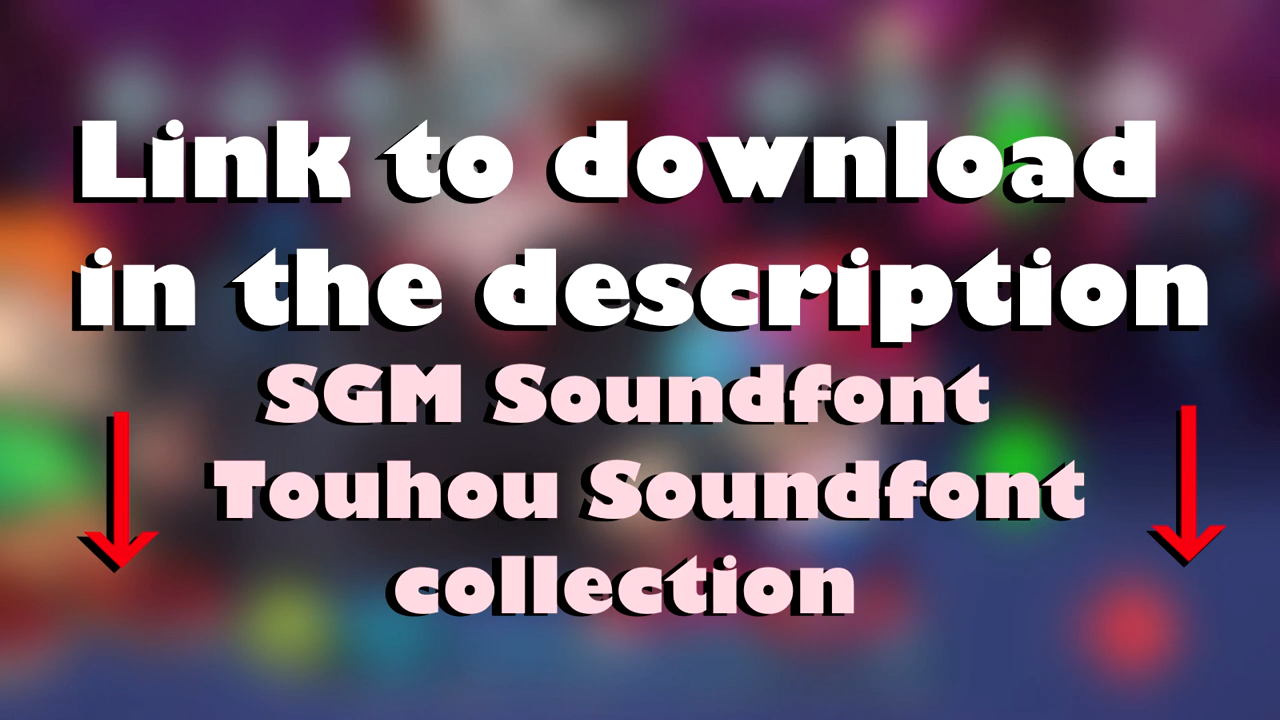 Link to download
in the description
SGM Soundfont
Touhou Soundfont
collection